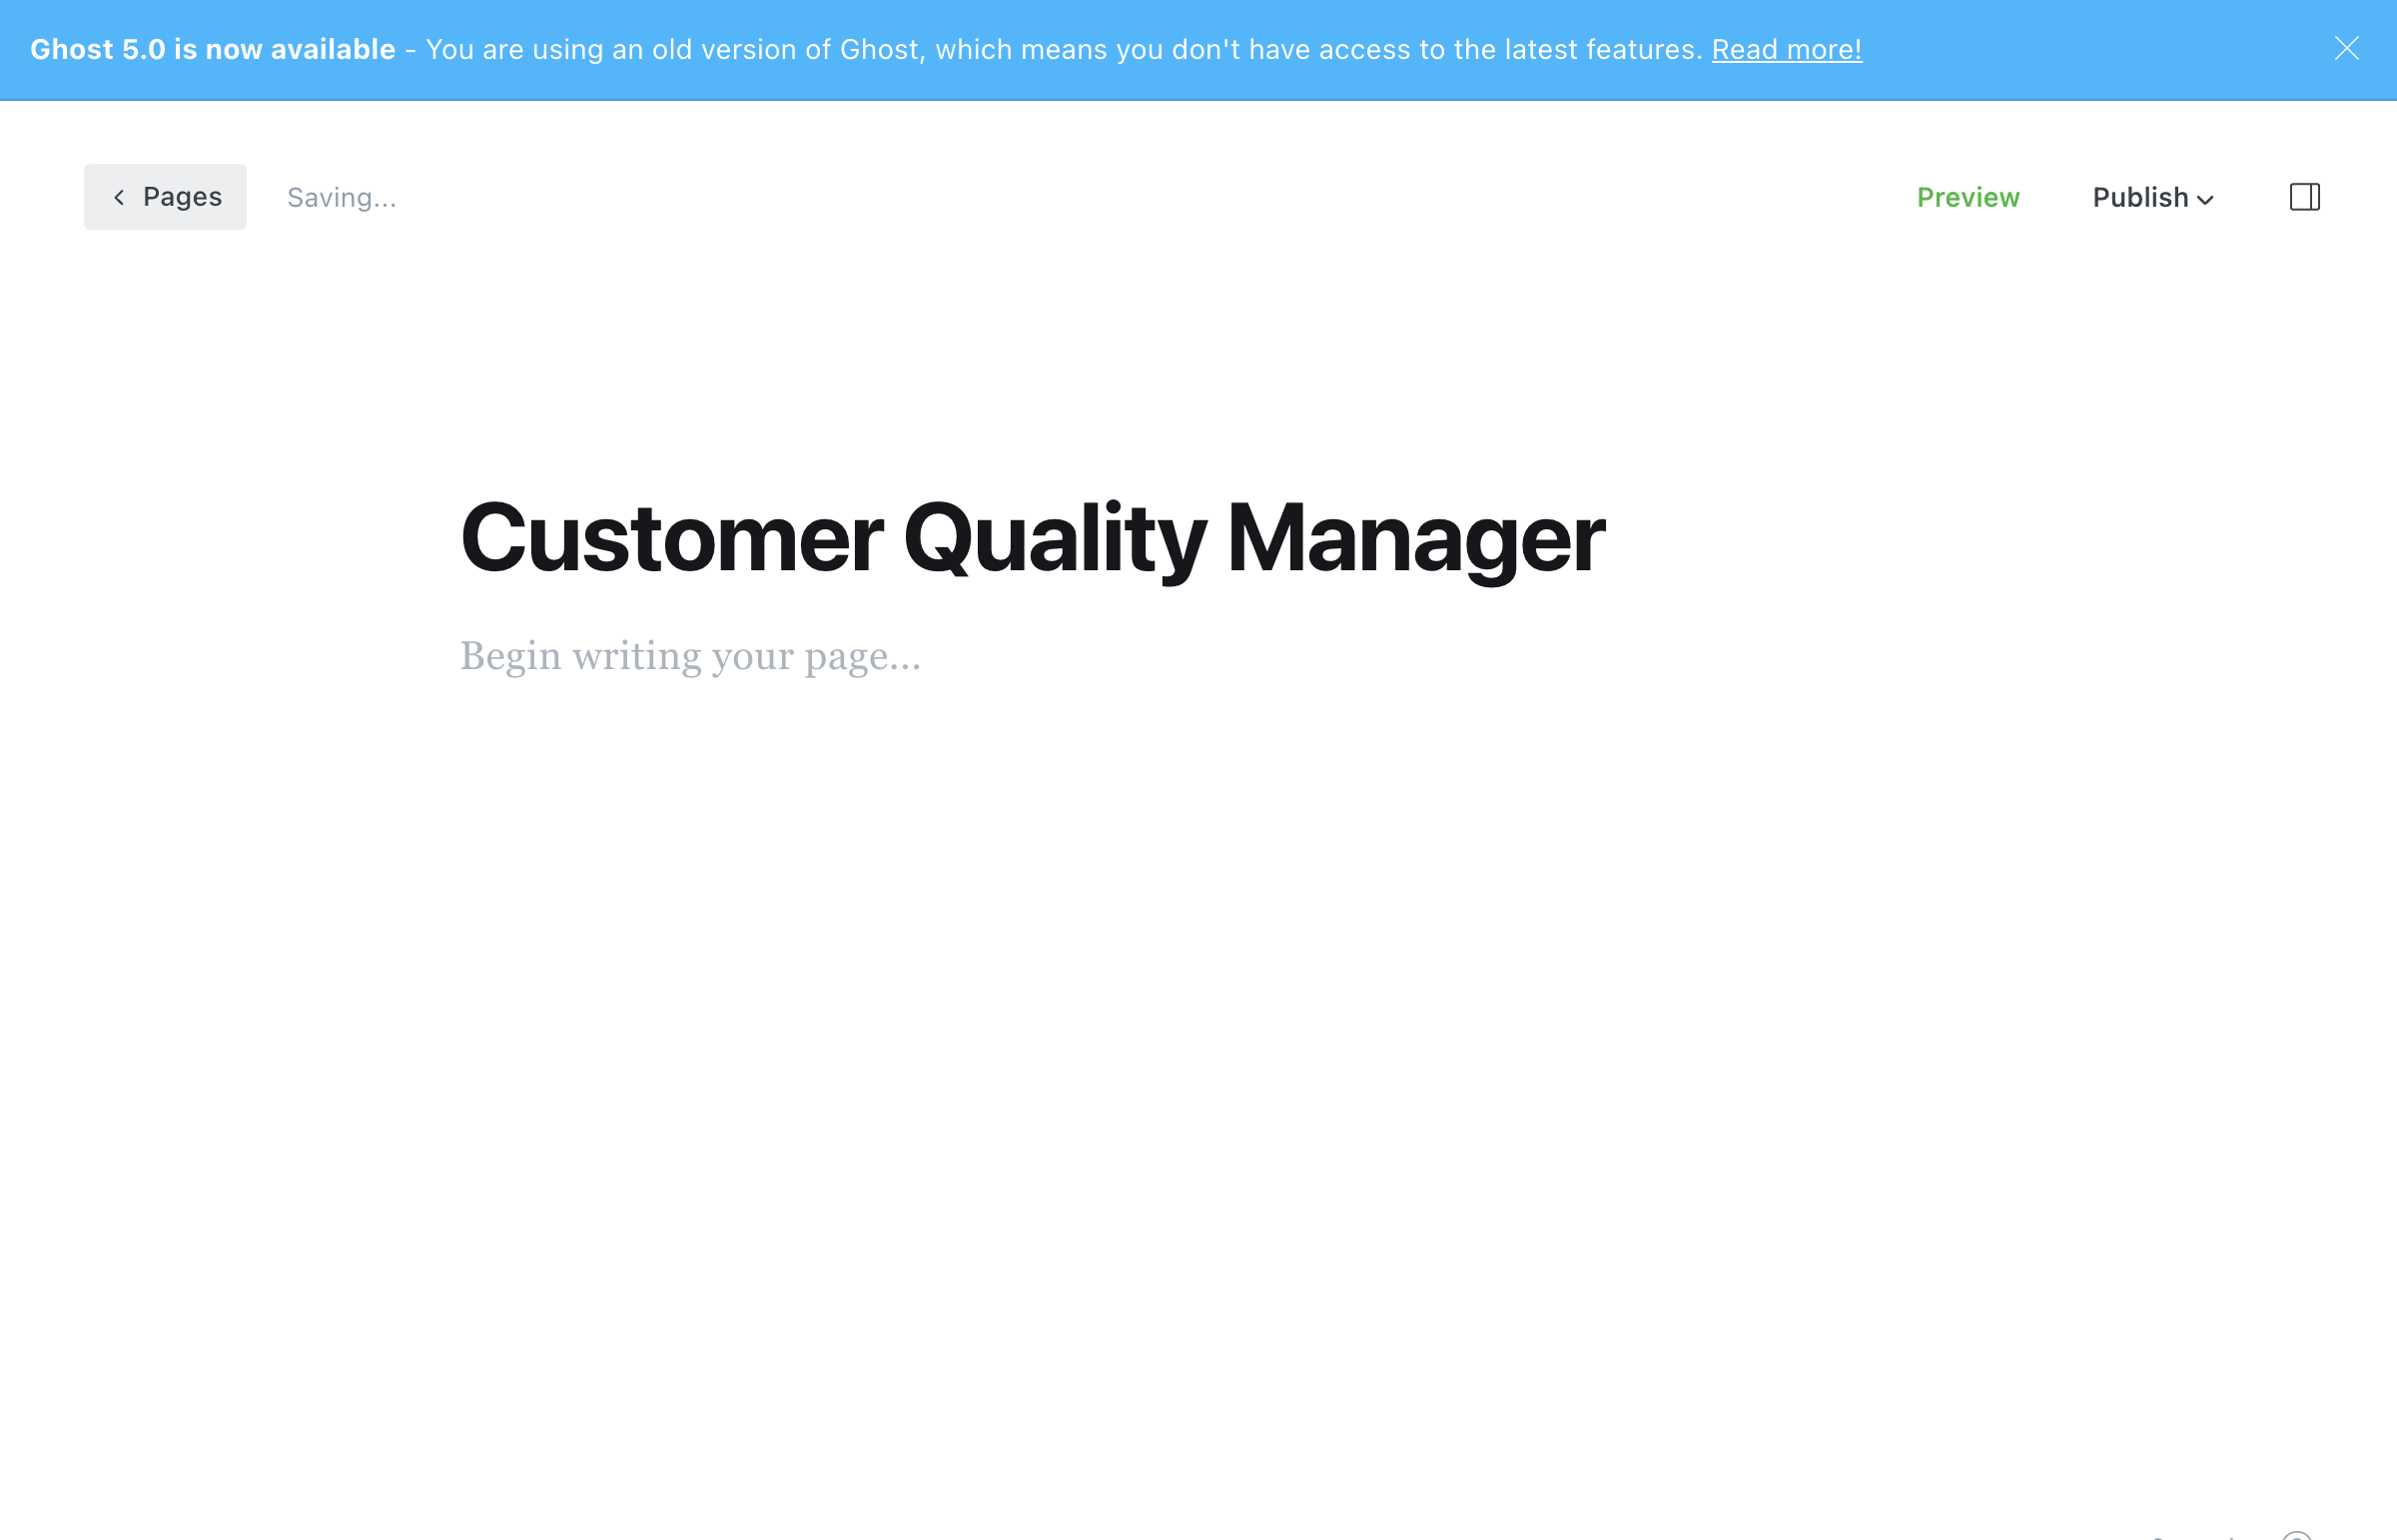 Ghost 5.0 is now available - You are using an old version of Ghost, which means you don't have access to the latest features. Read more!
Pages
Saving...
Preview
Publish
Customer Quality Manager
Begin writing your page...